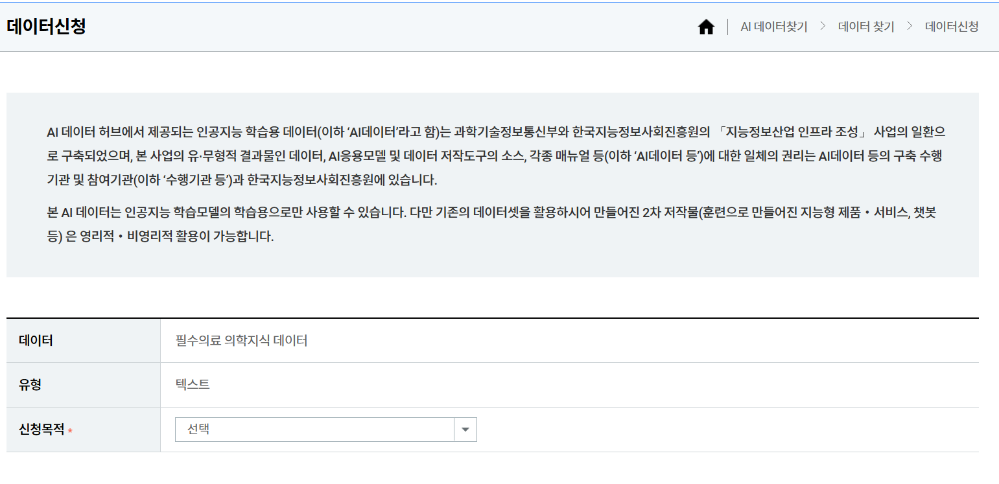 데이터신청
AI 데이터찾기 > 데이터 찾기 > 데이터신청
AI 데이터 허브에서 제공되는 인공지능 학습용 데이터(이하 ‘AI데이터’라고 함)는 과학기술정보통신부와 한국지능정보사회진흥원의 「지능정보산업 인프라 조성」 사업의 일환으
로 구축되었으며, 본 사업의 유·무형적 결과물인 데이터, AI응용모델 및 데이터 저작도구의 소스, 각종 매뉴얼 등(이하 ‘AI데이터 등’)에 대한 일체의 권리는 AI데이터 등의 구축 수행
기관 및 참여기관(이하 ‘수행기관 등’)과 한국지능정보사회진흥원에 있습니다.
본 AI 데이터는 인공지능 학습모델의 학습용으로만 사용할 수 있습니다. 다만 기존의 데이터셋을 활용하시어 만들어진 2차 저작물(훈련으로 만들어진 지능형 제품・서비스, 챗봇
등) 은 영리적・비영리적 활용이 가능합니다.
데이터 필수의료 의학지식 데이터
유형 텍스트
신청목적 * 선택